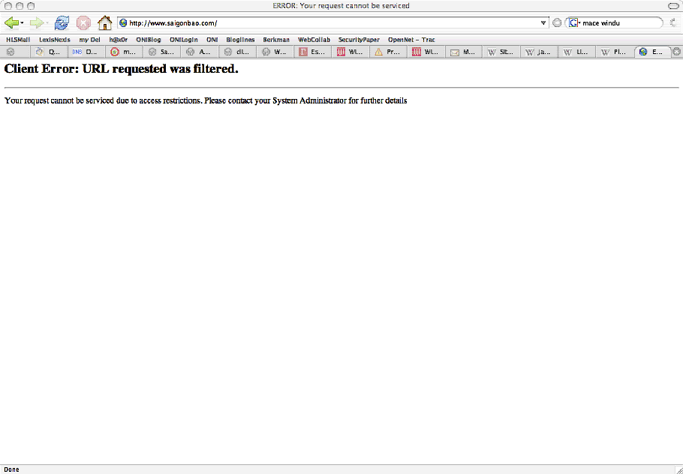 ERROR: Your request cannot be serviced
http://www.saigonbao.com/
mace windu
HLSMail LexisNexis my Del h@x0r ONIBlog ONILogin ONI Bloglines Berkman WebCollab SecurityPaper OpenNet – Trac
Q... DNS D... m... Sa... A... cli... W... Es... Wi... Pr... Wi... M... Sit... Ja... Li... Pl... E...
Client Error: URL requested was filtered.
Your request cannot be serviced due to access restrictions. Please contact your System Administrator for further details
Done